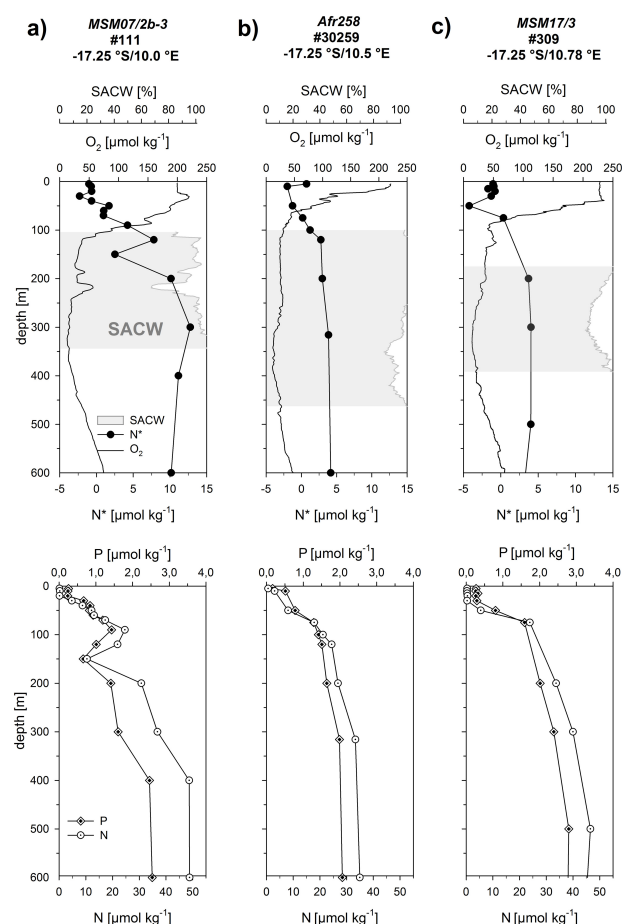 a)
MSM07/2b-3
#111
-17.25 °S/10.0 °E
b)
Afr258
#30259
-17.25 °S/10.5 °E
c)
MSM17/3
#309
-17.25 °S/10.78 °E
SACW [%]
SACW [%]
SACW [%]
0 20 40 60 80 100
0 20 40 60 80 100
0 20 40 60 80 100
O2 [µmol kg-1]
O2 [µmol kg-1]
O2 [µmol kg-1]
0 50 100 150 200 250
0 50 100 150 200 250
0 50 100 150 200 250
0
100
200
300
400
500
600
depth [m]
SACW
SACW
N*
O2
-5 0 5 10 15
-5 0 5 10 15
-5 0 5 10 15
N* [µmol kg-1]
N* [µmol kg-1]
N* [µmol kg-1]
P [µmol kg-1]
P [µmol kg-1]
P [µmol kg-1]
0,0 1,0 2,0 3,0 4,0
0,0 1,0 2,0 3,0 4,0
0,0 1,0 2,0 3,0 4,0
0
100
200
300
400
500
600
depth [m]
P
N
0 10 20 30 40 50
0 10 20 30 40 50
0 10 20 30 40 50
N [µmol kg-1]
N [µmol kg-1]
N [µmol kg-1]